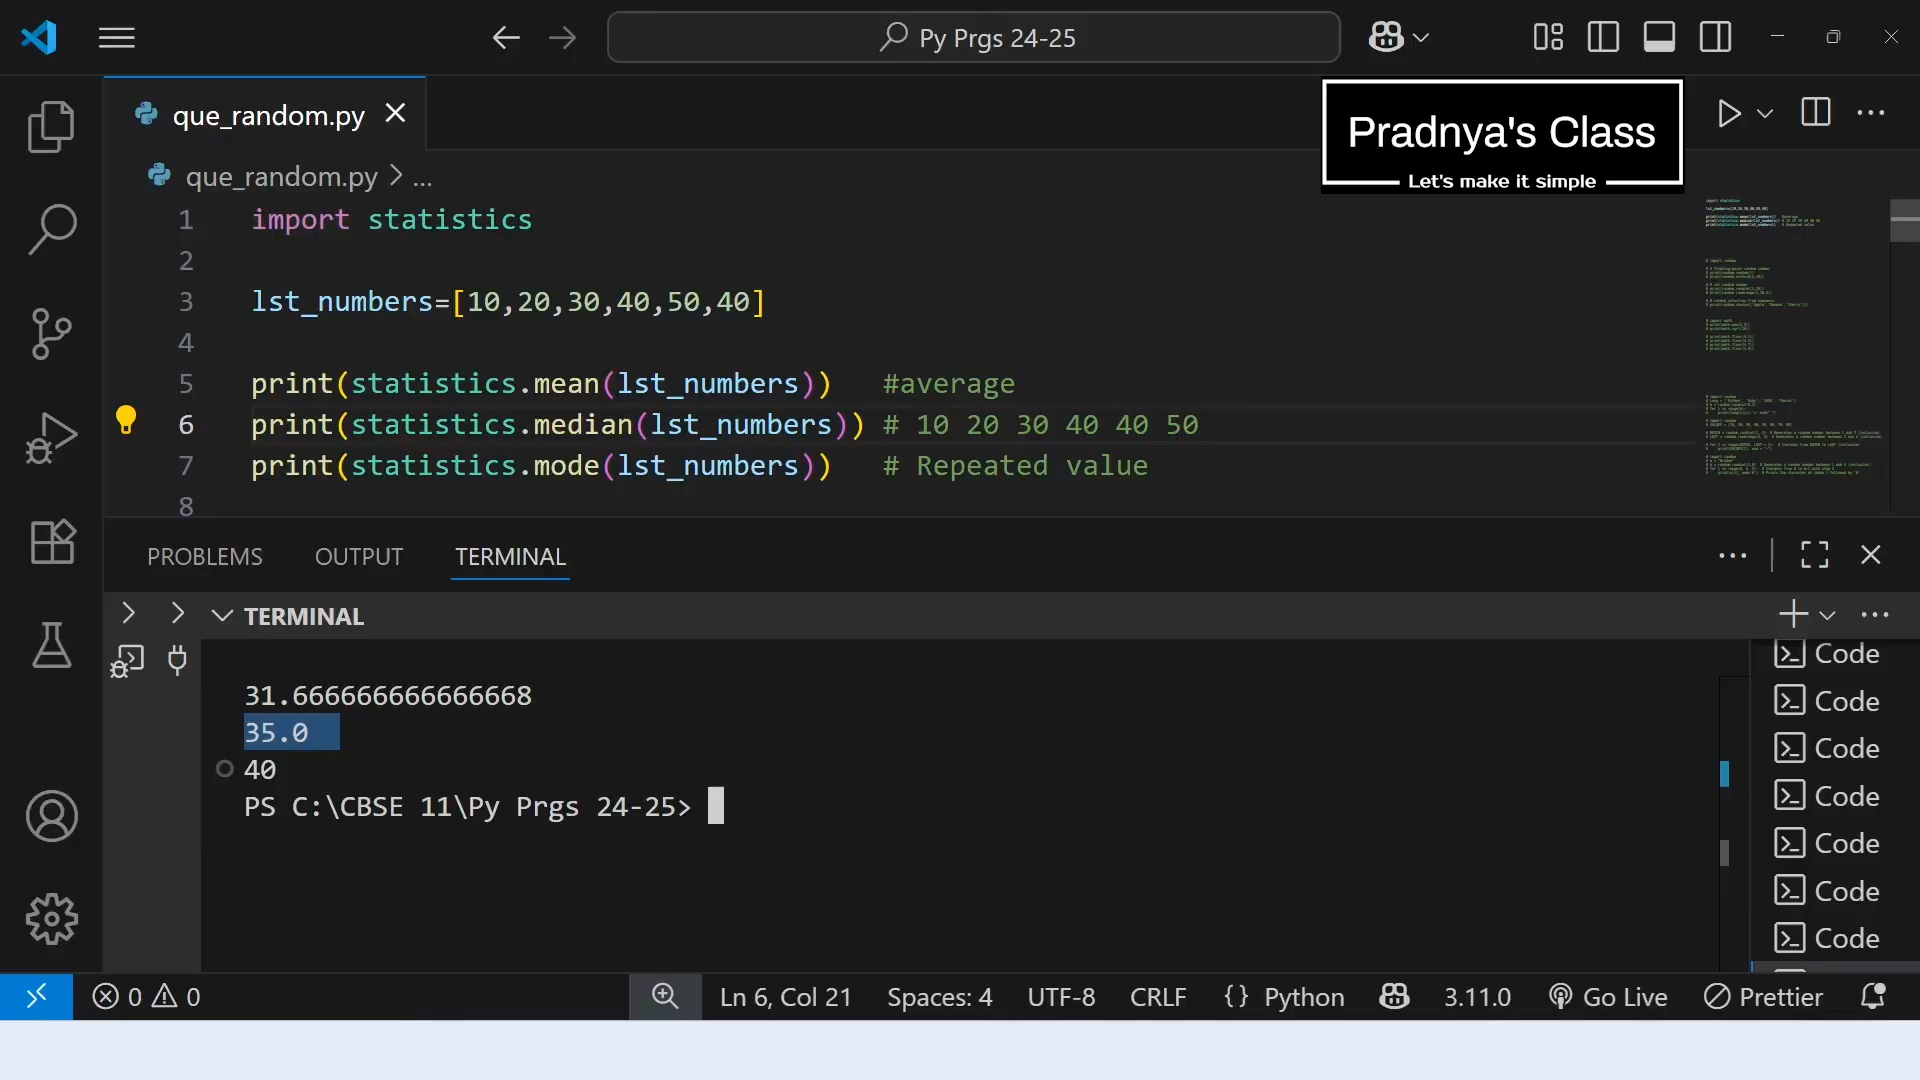 Py Prgs 24-25
que_random.py
Pradnya's Class
Let's make it simple
que_random.py > ...
1 import statistics
2
3 lst_numbers=[10,20,30,40,50,40]
4
5 print(statistics.mean(lst_numbers)) #average
6 print(statistics.median(lst_numbers)) # 10 20 30 40 40 50
7 print(statistics.mode(lst_numbers)) # Repeated value
8
PROBLEMS OUTPUT TERMINAL
TERMINAL
31.666666666666668
35.0
40
PS C:\CBSE 11\Py Prgs 24-25>
Code
Code
Code
Code
Code
Code
Code
0 0 Ln 6, Col 21 Spaces: 4 UTF-8 CRLF {} Python 3.11.0 Go Live Prettier